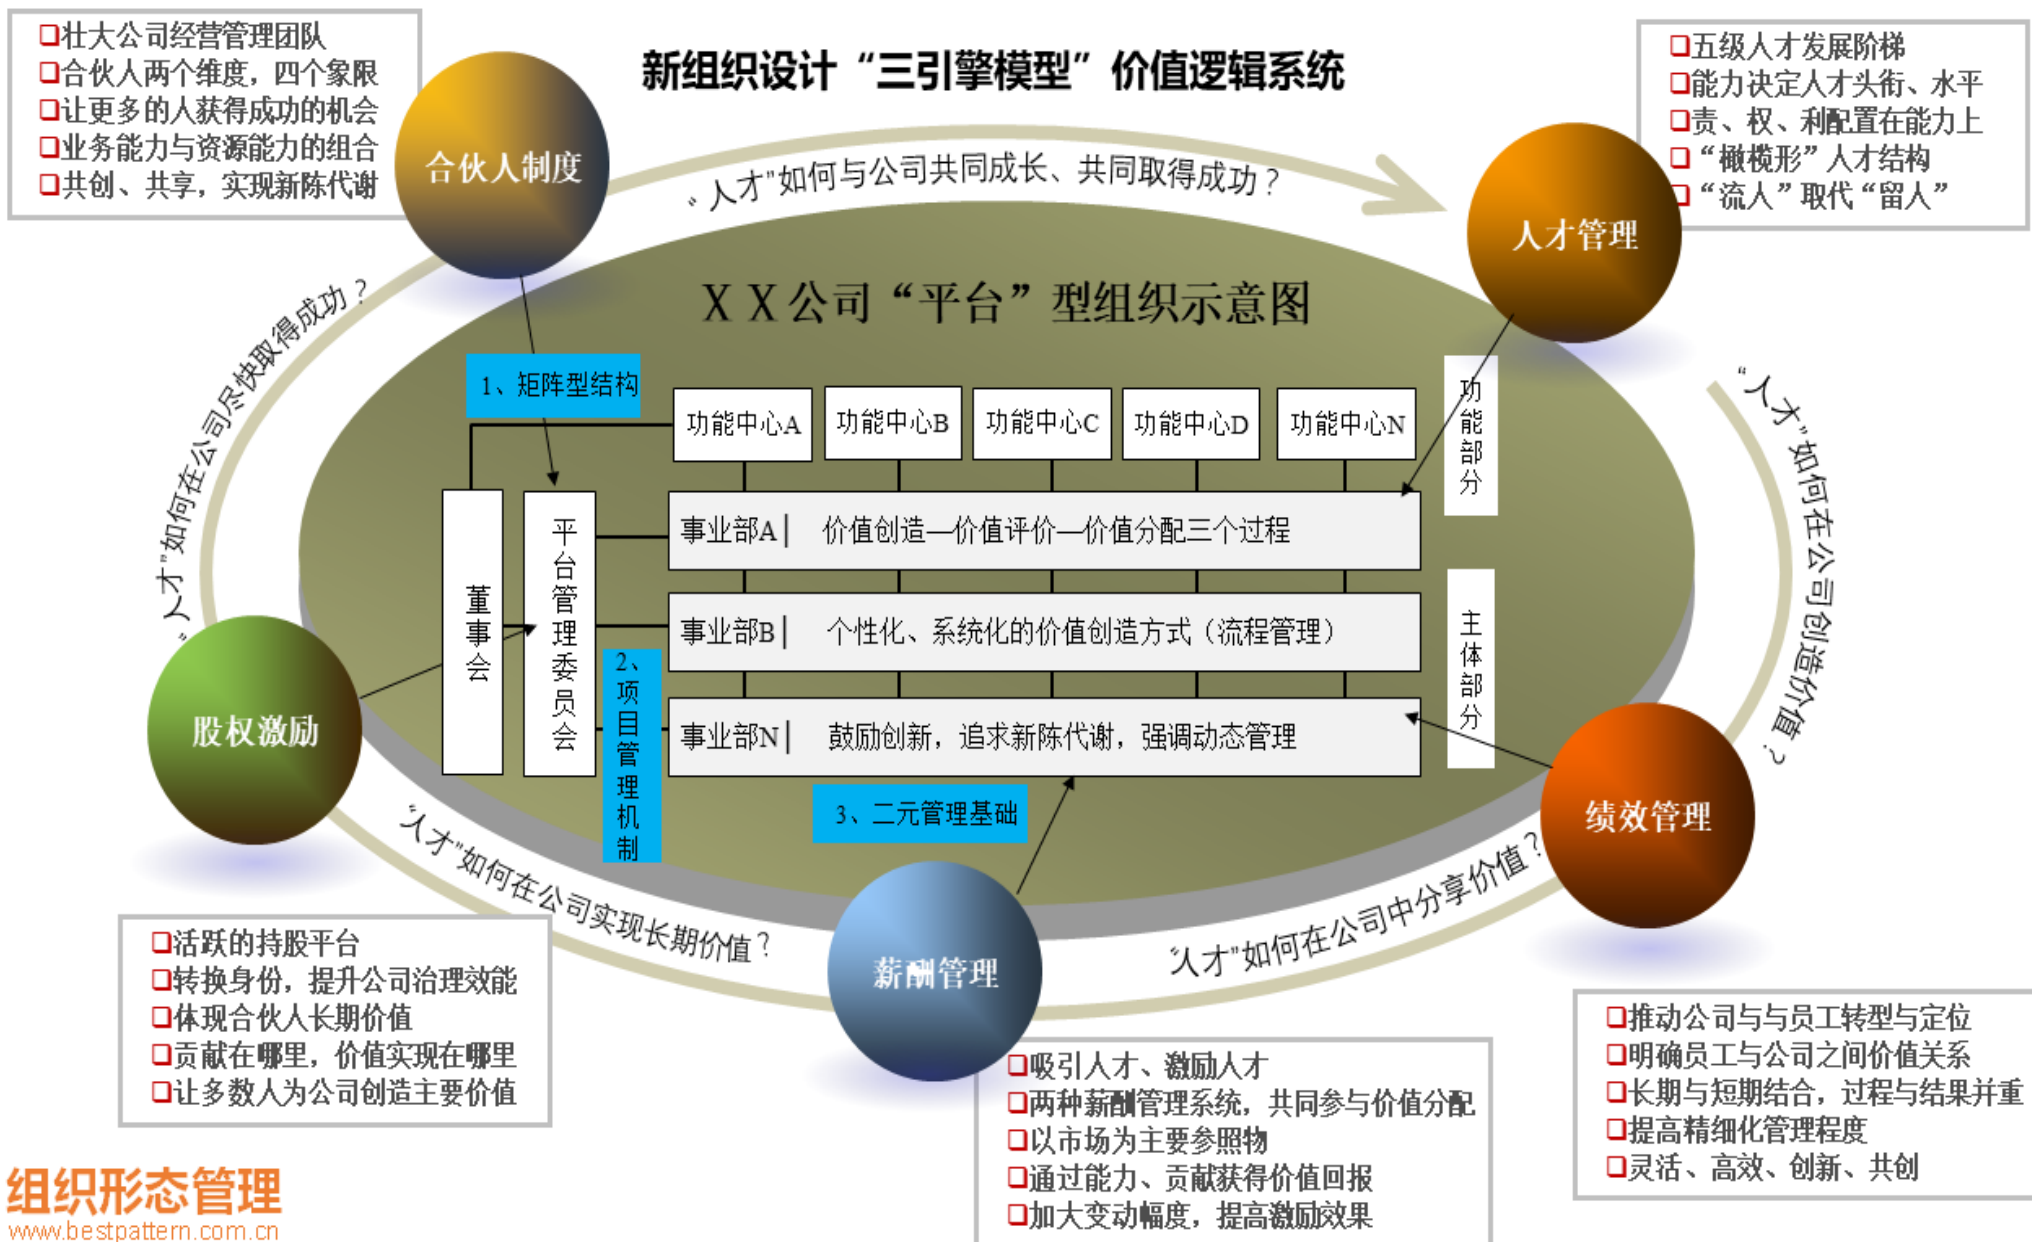 新组织设计“三引擎模型”价值逻辑系统
壮大公司经营管理团队
合伙人两个维度，四个象限
让更多的人获得成功的机会
业务能力与资源能力的组合
共创、共享，实现新陈代谢
合伙人制度
“人才”如何与公司共同成长、共同取得成功？
五级人才发展阶梯
能力决定人才头衔、水平
责、权、利配置在能力上
“橄榄形”人才结构
“流人”取代“留人”
人才管理
“人才”如何在公司尽快取得成功？
X X 公司“平台”型组织示意图
1、矩阵型结构
功能中心A
功能中心B
功能中心C
功能中心D
功能中心N
功能部分
董事会
平台管理委员会
事业部A| 价值创造—价值评价—价值分配三个过程
事业部B| 个性化、系统化的价值创造方式（流程管理）
事业部N| 鼓励创新，追求新陈代谢，强调动态管理
主体部分
2、项目管理机制
3、二元管理基础
“人才”如何在公司创造价值？
股权激励
绩效管理
“人才”如何在公司实现长期价值？
“人才”如何在公司中分享价值？
薪酬管理
活跃的持股平台
转换身份，提升公司治理效能
体现合伙人长期价值
贡献在哪里，价值实现在哪里
让多数人为公司创造主要价值
吸引人才、激励人才
两种薪酬管理系统，共同参与价值分配
以市场为主要参照物
通过能力、贡献获得价值回报
加大变动幅度，提高激励效果
推动公司与与员工转型与定位
明确员工与公司之间价值关系
长期与短期结合，过程与结果并重
提高精细化管理程度
灵活、高效、创新、共创
组织形态管理
www.bestpattern.com.cn